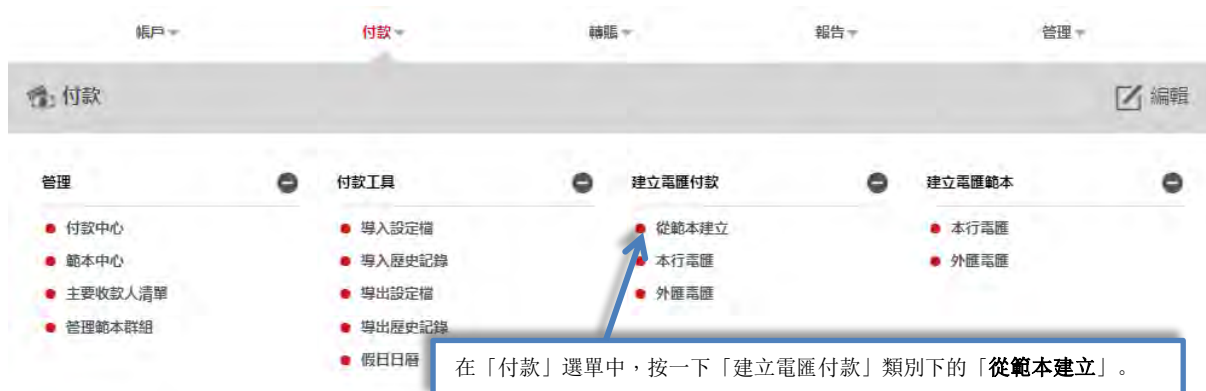 帳戶 付款 轉賬 報告 管理
付款 編輯
管理
付款中心
範本中心
主要收款人清單
管理範本群組
付款工具
導入設定檔
導入歷史記錄
導出設定檔
導出歷史記錄
假日日曆
建立電匯付款
從範本建立
本行電匯
外匯電匯
建立電匯範本
本行電匯
外匯電匯
在「付款」選單中，按一下「建立電匯付款」類別下的「從範本建立」。